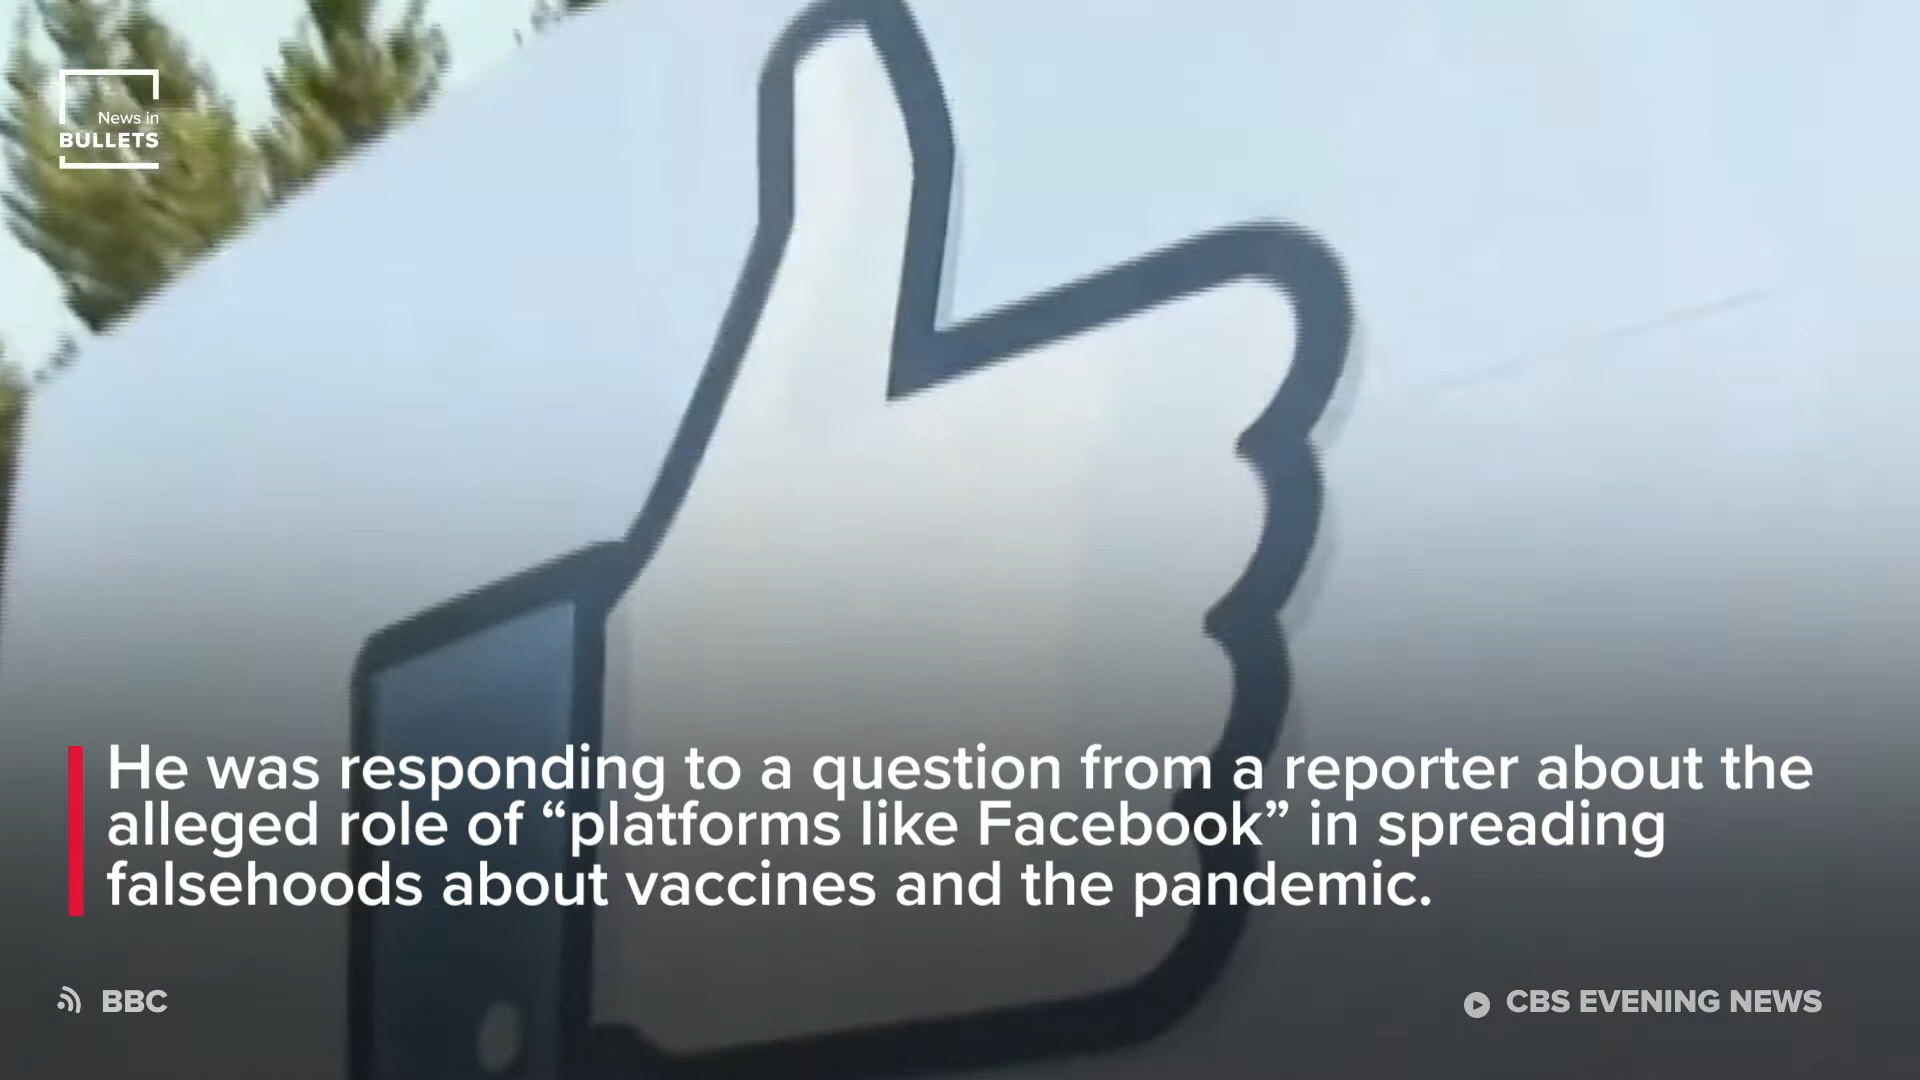 News in
BULLETS
He was responding to a question from a reporter about the
alleged role of “platforms like Facebook” in spreading
falsehoods about vaccines and the pandemic.
BBC
CBS EVENING NEWS